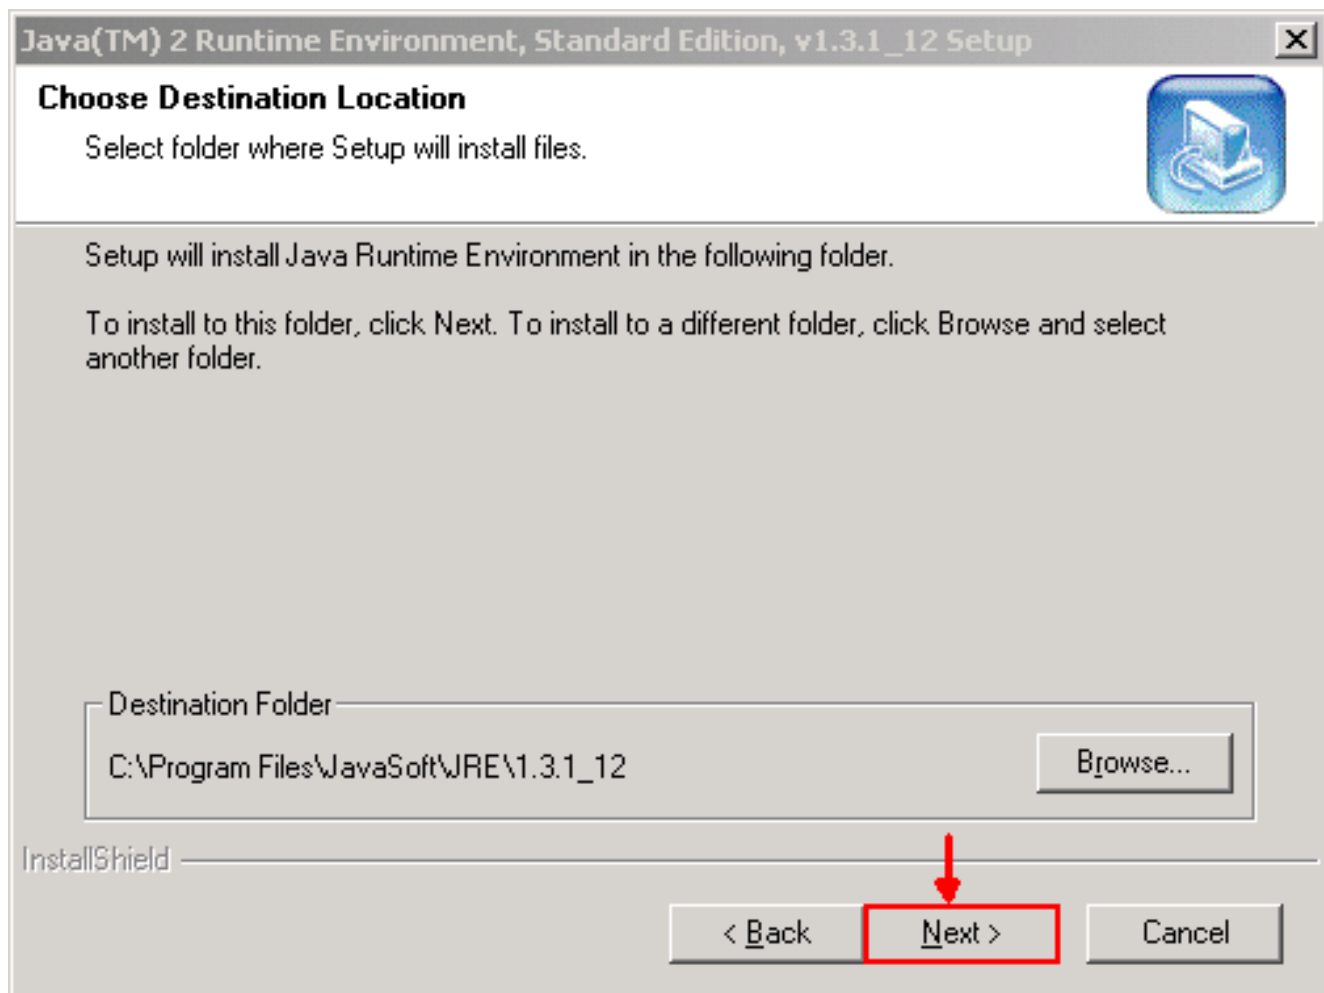 Java(TM) 2 Runtime Environment, Standard Edition, v1.3.1_12 Setup
Choose Destination Location
Select folder where Setup will install files.
Setup will install Java Runtime Environment in the following folder.
To install to this folder, click Next. To install to a different folder, click Browse and select
another folder.
Destination Folder
C:\Program Files\JavaSoft\JRE\1.3.1_12
Browse...
InstallShield
< Back
Next >
Cancel